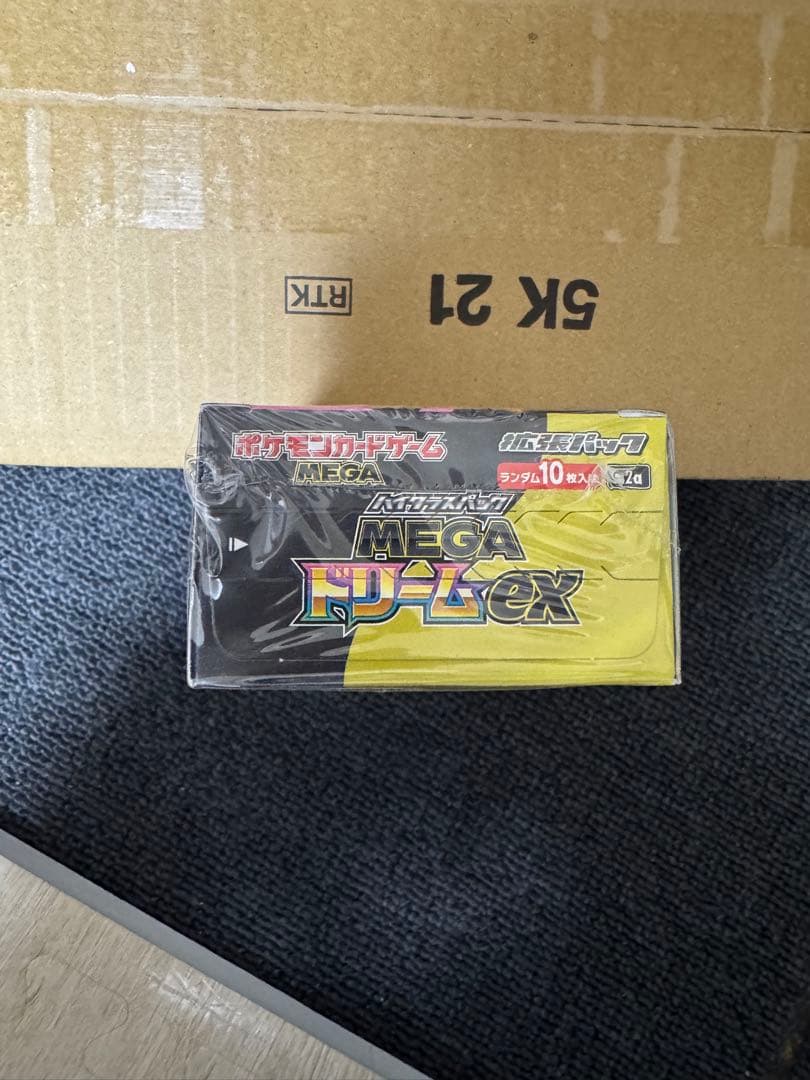 5K 21
RTK
ポケモンカードゲーム
MEGA
拡張パック
ランダム10枚入り
2a
ハイクラスパック
MEGA
ドリームex